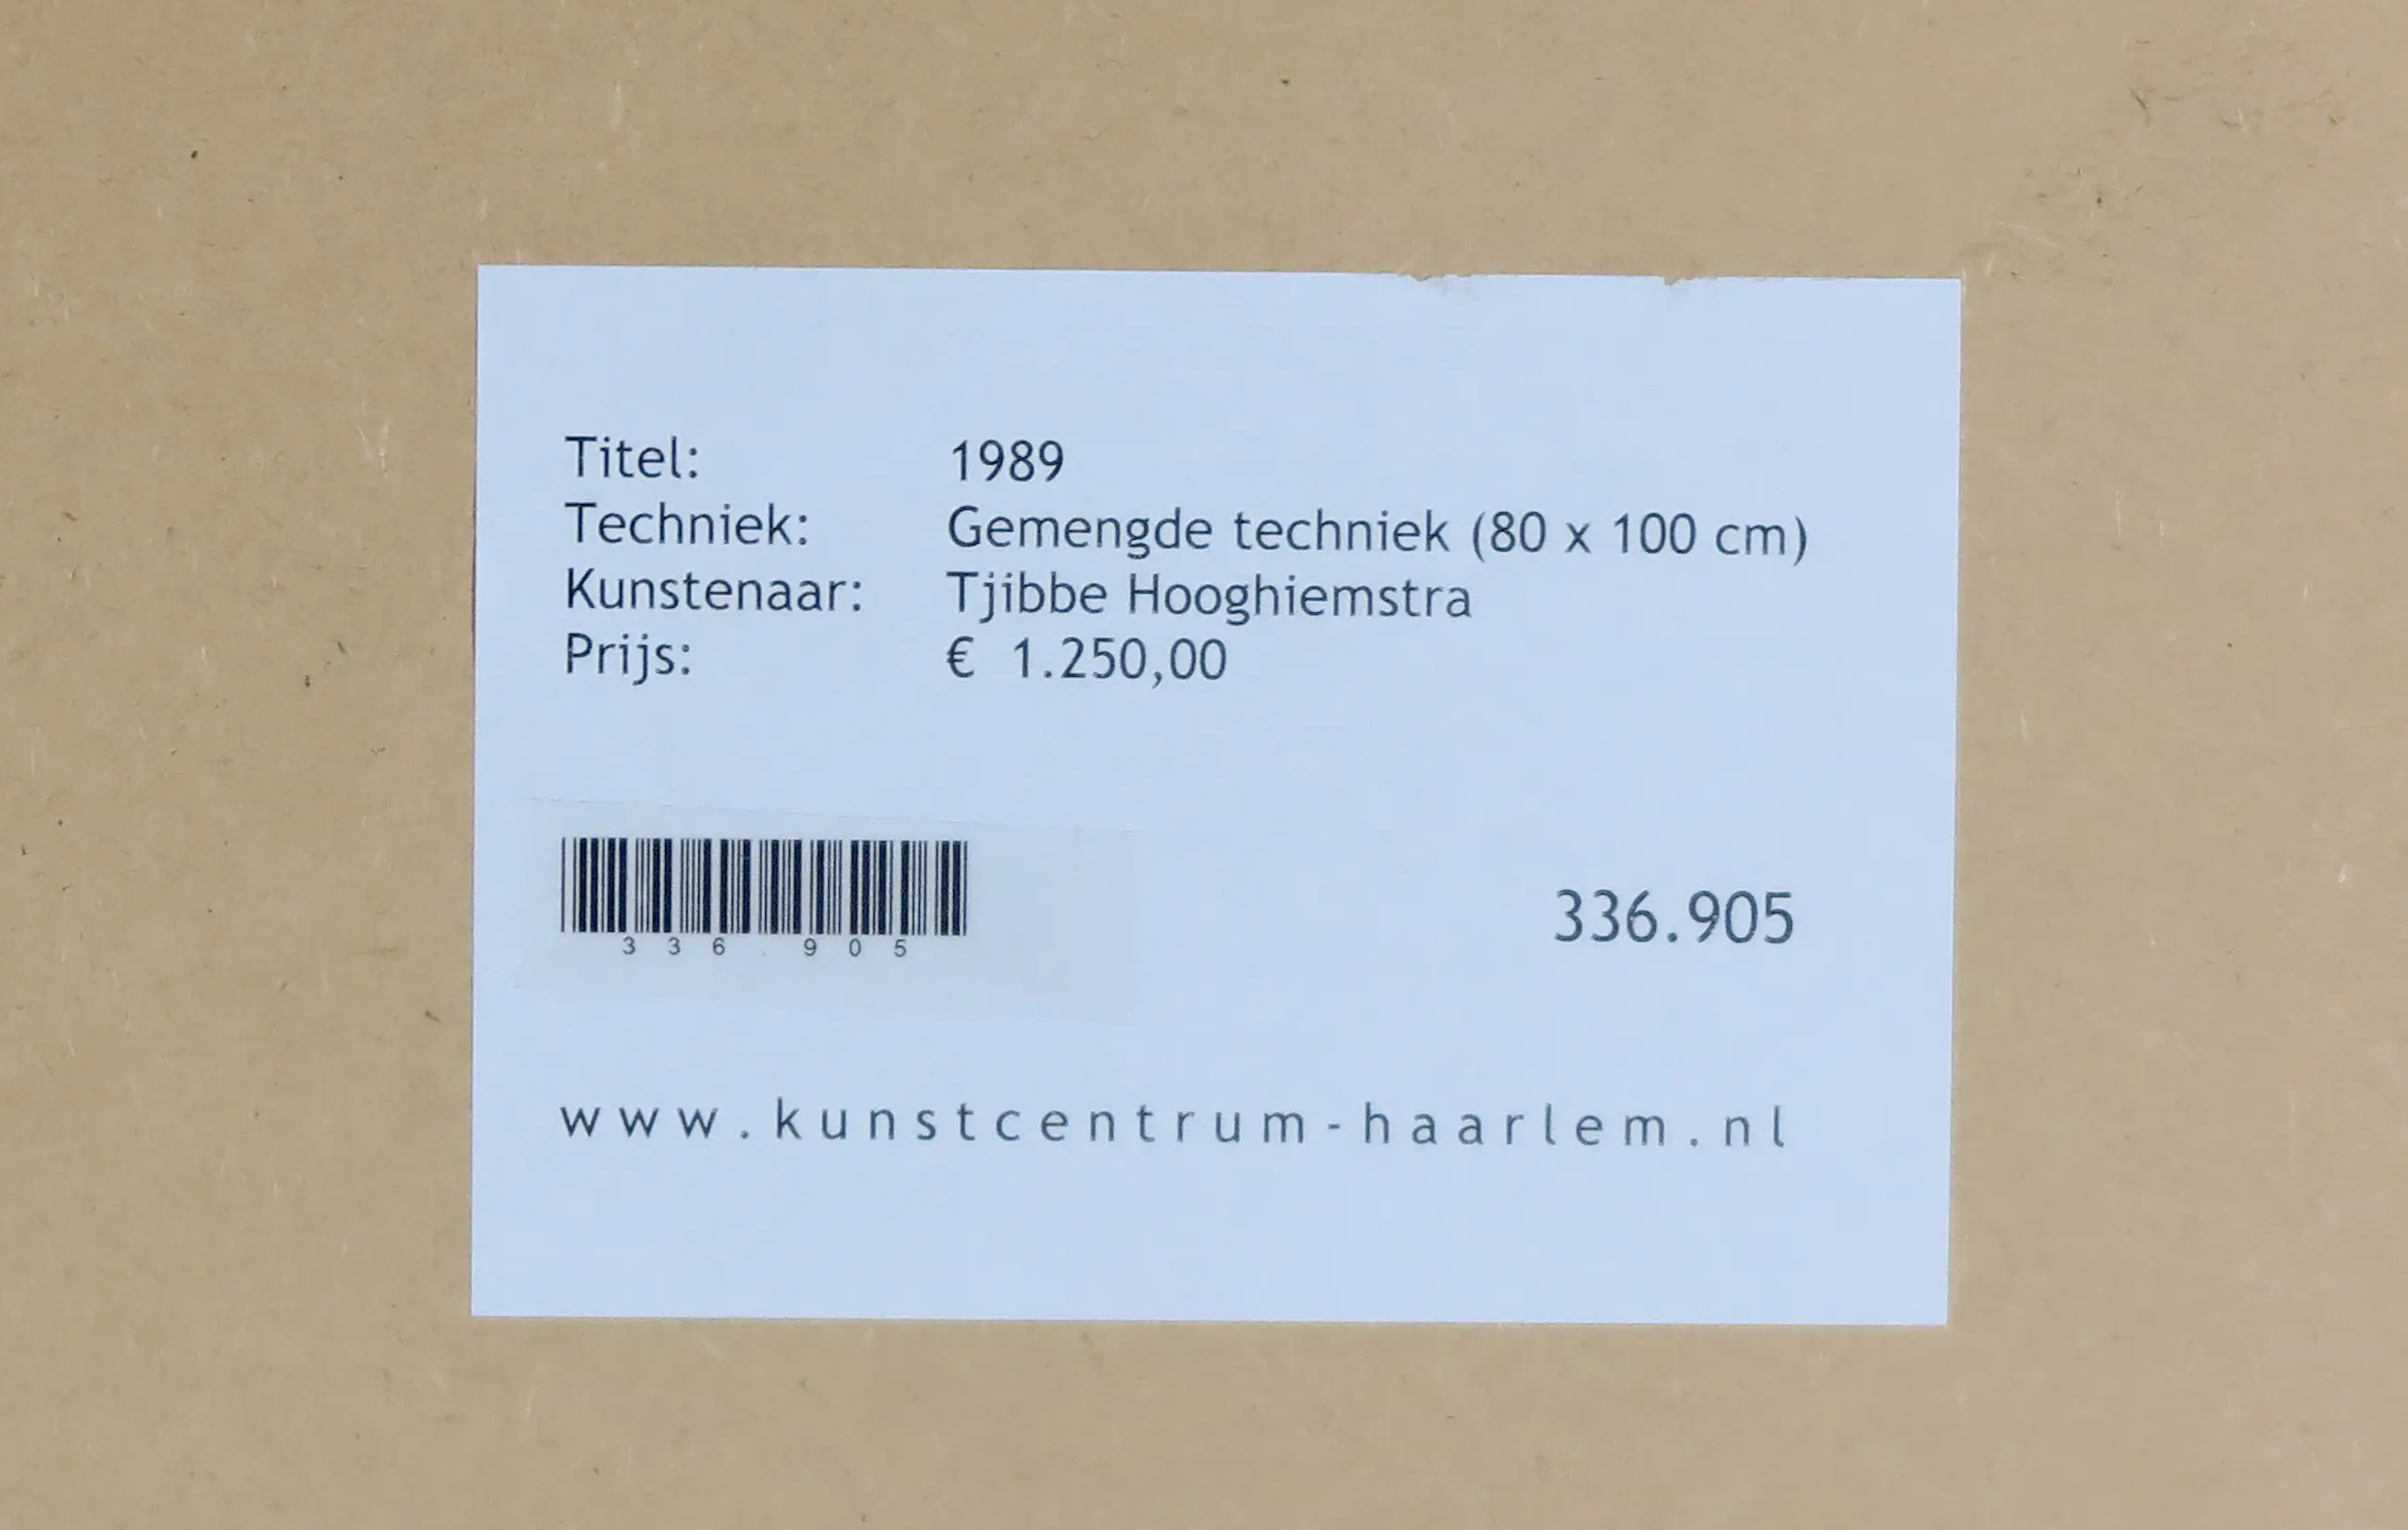 Titel: 1989
Techniek: Gemengde techniek (80 x 100 cm)
Kunstenaar: Tjibbe Hooghiemstra
Prijs: € 1.250,00
336.905
336.905
www.kunstcentrum-haarlem.nl